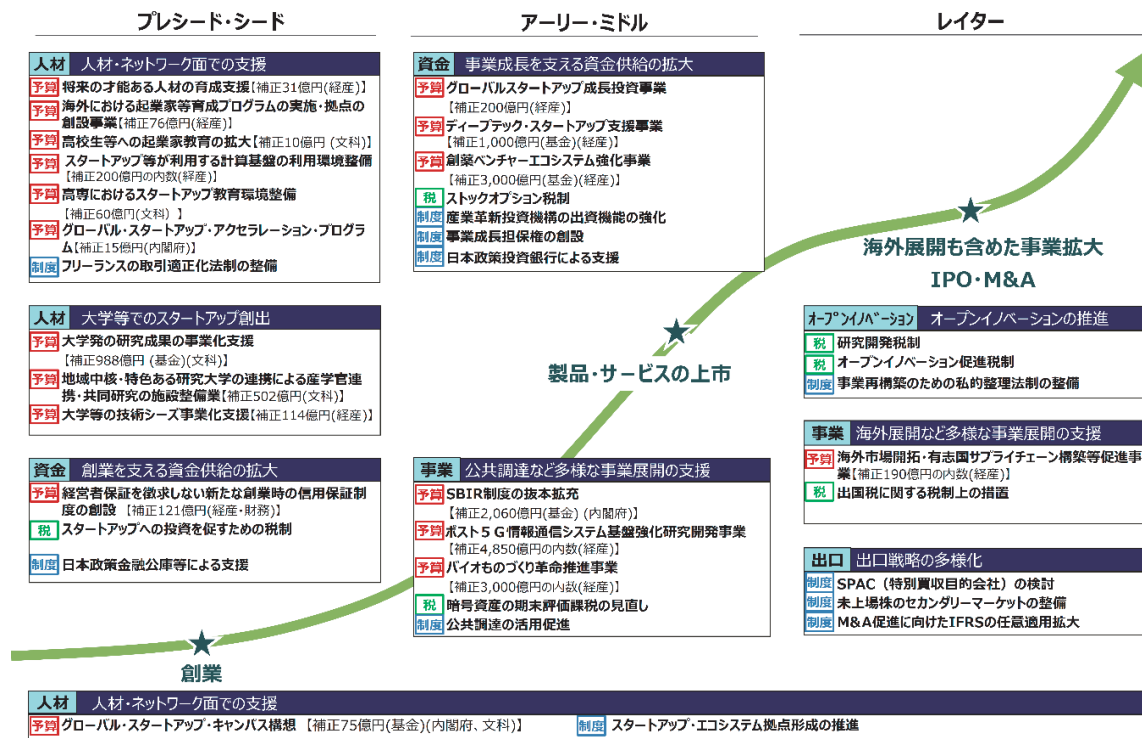 プレシード・シード
アーリー・ミドル
レイター
人材 人材・ネットワーク面での支援
予算 将来の才能ある人材の育成支援【補正31億円(経産)】
予算 海外における起業家等育成プログラムの実施・拠点の
創設事業【補正76億円(経産)】
予算 高校生等への起業家教育の拡大【補正10億円 (文科)】
予算 スタートアップ等が利用する計算基盤の利用環境整備
【補正200億円の内数(経産)】
予算 高専におけるスタートアップ教育環境整備
【補正60億円(文科) 】
予算 グローバル・スタートアップ・アクセラレーション・プログラ
ム【補正15億円(内閣府)】
制度 フリーランスの取引適正化法制の整備
人材 大学等でのスタートアップ創出
予算 大学発の研究成果の事業化支援
【補正988億円 (基金)(文科)】
予算 地域中核・特色ある研究大学の連携による産学官連
携・共同研究の施設整備業【補正502億円(文科)】
予算 大学等の技術シーズ事業化支援【補正114億円(経産)】
資金 創業を支える資金供給の拡大
予算 経営者保証を徴求しない新たな創業時の信用保証制
度の創設 【補正121億円(経産・財務)】
税 スタートアップへの投資を促すための税制
制度 日本政策金融公庫等による支援
創業
資金 事業成長を支える資金供給の拡大
予算 グローバルスタートアップ成長投資事業
【補正200億円(経産)】
予算 ディープテック・スタートアップ支援事業
【補正1,000億円(基金)(経産)】
予算 創薬ベンチャーエコシステム強化事業
【補正3,000億円(基金)(経産)】
税 ストックオプション税制
制度 産業革新投資機構の出資機能の強化
制度 事業成長担保権の創設
制度 日本政策投資銀行による支援
製品・サービスの上市
事業 公共調達など多様な事業展開の支援
予算 SBIR制度の抜本拡充
【補正2,060億円(基金) (内閣府)】
予算 ポスト５Ｇ情報通信システム基盤強化研究開発事業
【補正4,850億円の内数(経産)】
予算 バイオものづくり革命推進事業
【補正3,000億円の内数(経産)】
税 暗号資産の期末評価課税の見直し
制度 公共調達の活用促進
海外展開も含めた事業拡大
IPO・M&A
オープンイノベーション オープンイノベーションの推進
税 研究開発税制
税 オープンイノベーション促進税制
制度 事業再構築のための私的整理法制の整備
事業 海外展開など多様な事業展開の支援
予算 海外市場開拓・有志国サプライチェーン構築等促進事
業【補正190億円の内数(経産)】
税 出国税に関する税制上の措置
出口 出口戦略の多様化
制度 SPAC（特別買収目的会社）の検討
制度 未上場株のセカンダリーマーケットの整備
制度 M&A促進に向けたIFRSの任意適用拡大
人材 人材・ネットワーク面での支援
予算 グローバル・スタートアップ・キャンパス構想 【補正75億円(基金)(内閣府、文科)】
制度 スタートアップ・エコシステム拠点形成の推進